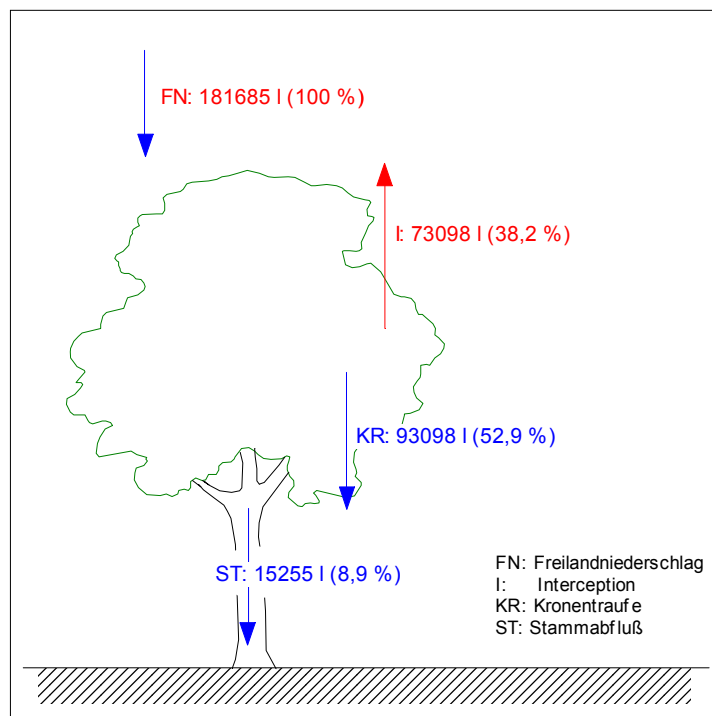 FN: 181685 l (100 %)
I: 73098 l (38,2 %)
KR: 93098 l (52,9 %)
ST: 15255 l (8,9 %)
FN: Freilandniederschlag
I: Interception
KR: Kronentraufe
ST: Stammabfluß